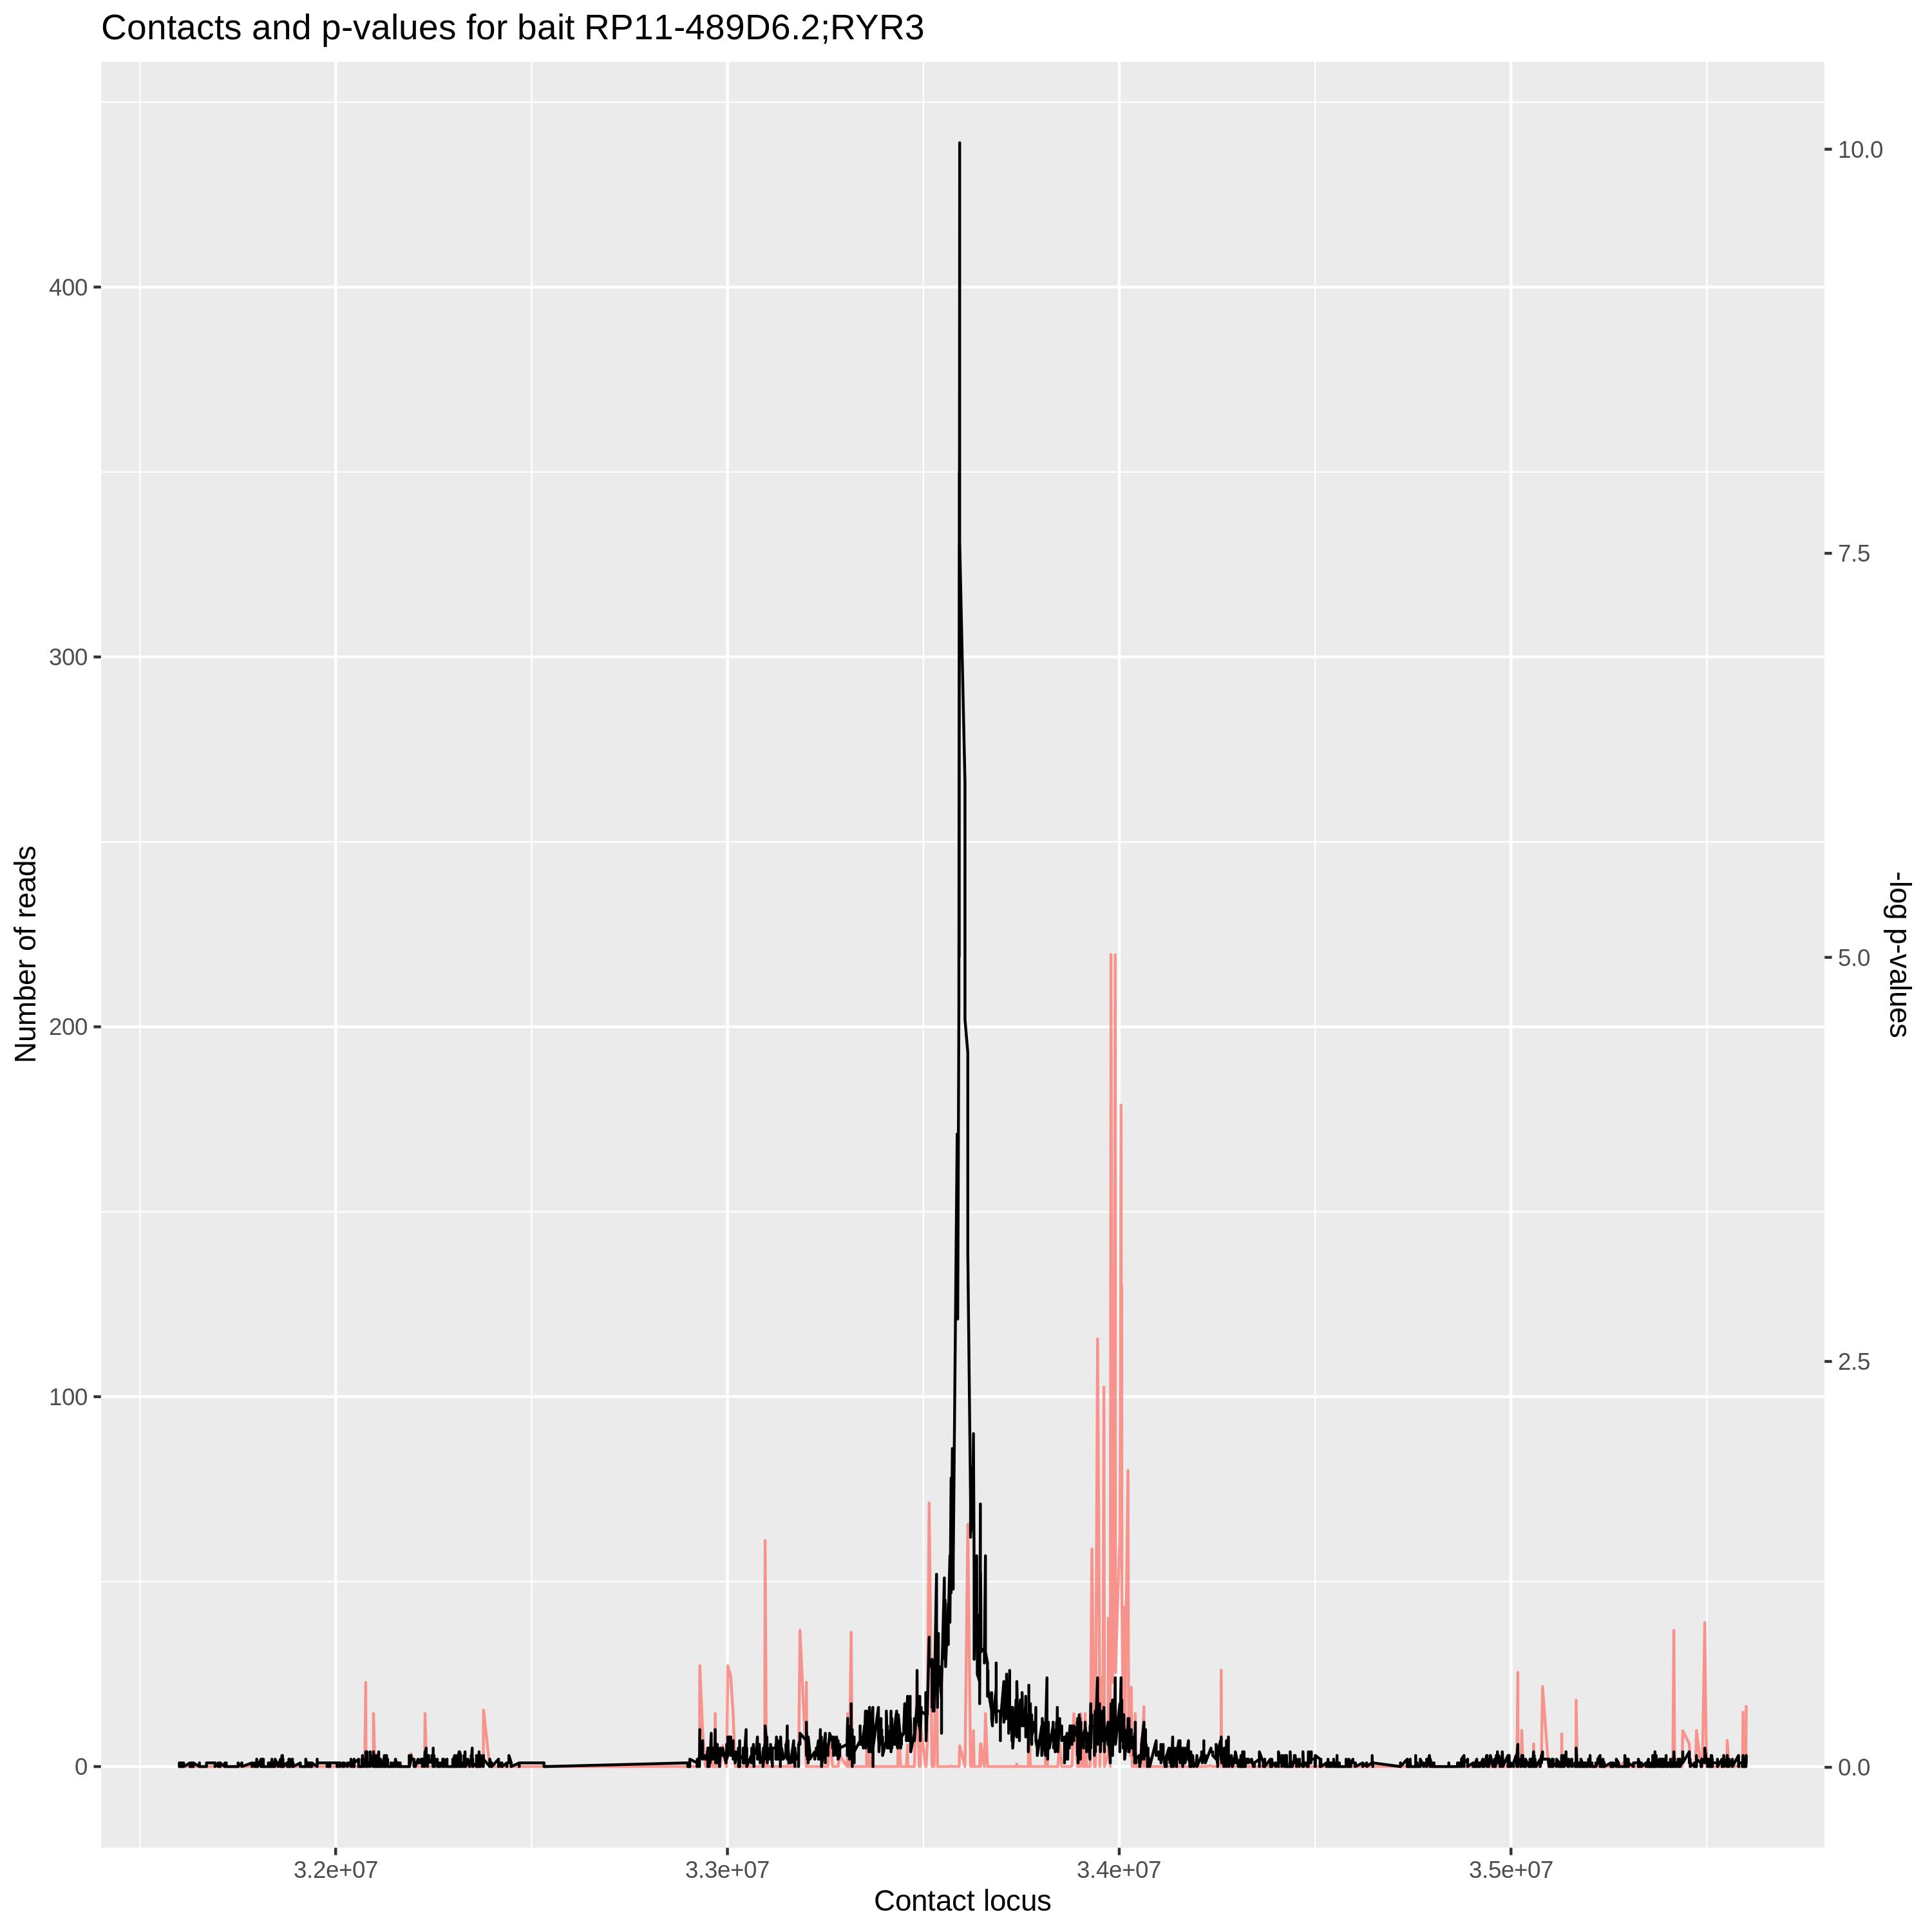 Contacts and p-values for bait RP11-489D6.2;RYR3
400
300
200
100
0
Number of reads
10.0
7.5
5.0
2.5
0.0
-log p-values
3.2e+07
3.3e+07
3.4e+07
3.5e+07
Contact locus